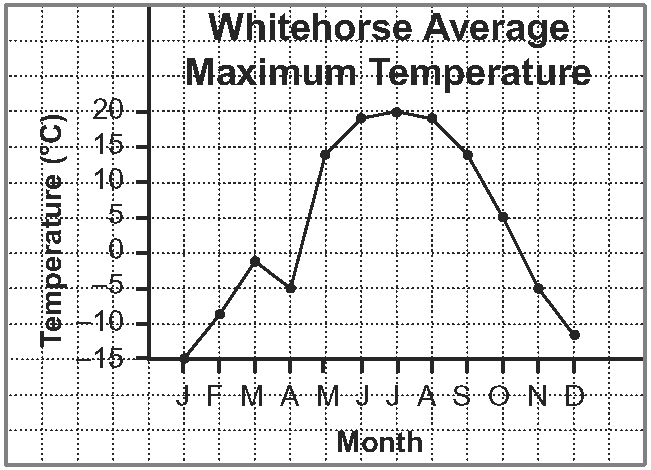 Whitehorse Average
Maximum Temperature
Temperature (°C)
20
15
10
5
0
–5
–10
–15
J F M A M J J A S O N D
Month